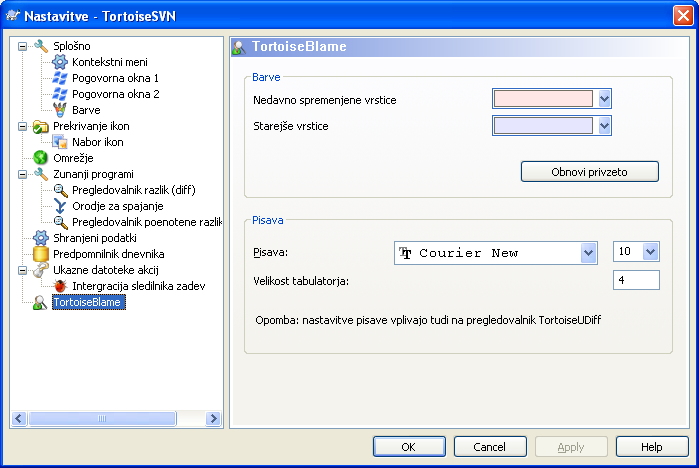 Nastavitve - TortoiseSVN
Splošno
Kontekstni meni
Pogovorna okna 1
Pogovorna okna 2
Barve
Prekrivanje ikon
Nabor ikon
Omrežje
Zunanji programi
Pregledovalnik razlik (diff)
Orodje za spajanje
Pregledovalnik poenotene razlik
Shranjeni podatki
Predpomnilnik dnevnika
Ukazne datoteke akcij
Intergracija sledilnika zadev
TortoiseBlame
TortoiseBlame
Barve
Nedavno spremenjene vrstice
Starejše vrstice
Obnovi privzeto
Pisava
Pisava: Courier New 10
Velikost tabulatorja: 4
Opomba: nastavitve pisave vplivajo tudi na pregledovalnik TortoiseUDiff
OK Cancel Apply Help